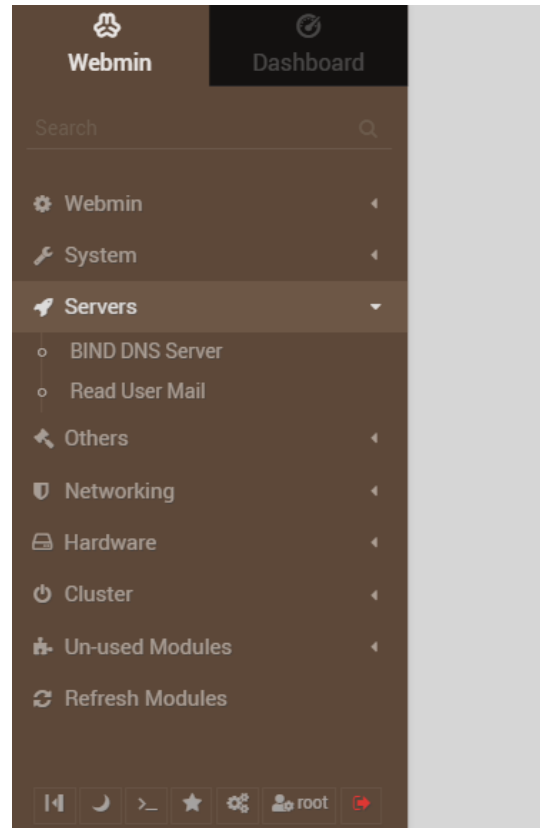 Webmin
Dashboard
Search
Webmin
System
Servers
BIND DNS Server
Read User Mail
Others
Networking
Hardware
Cluster
Un-used Modules
Refresh Modules
root